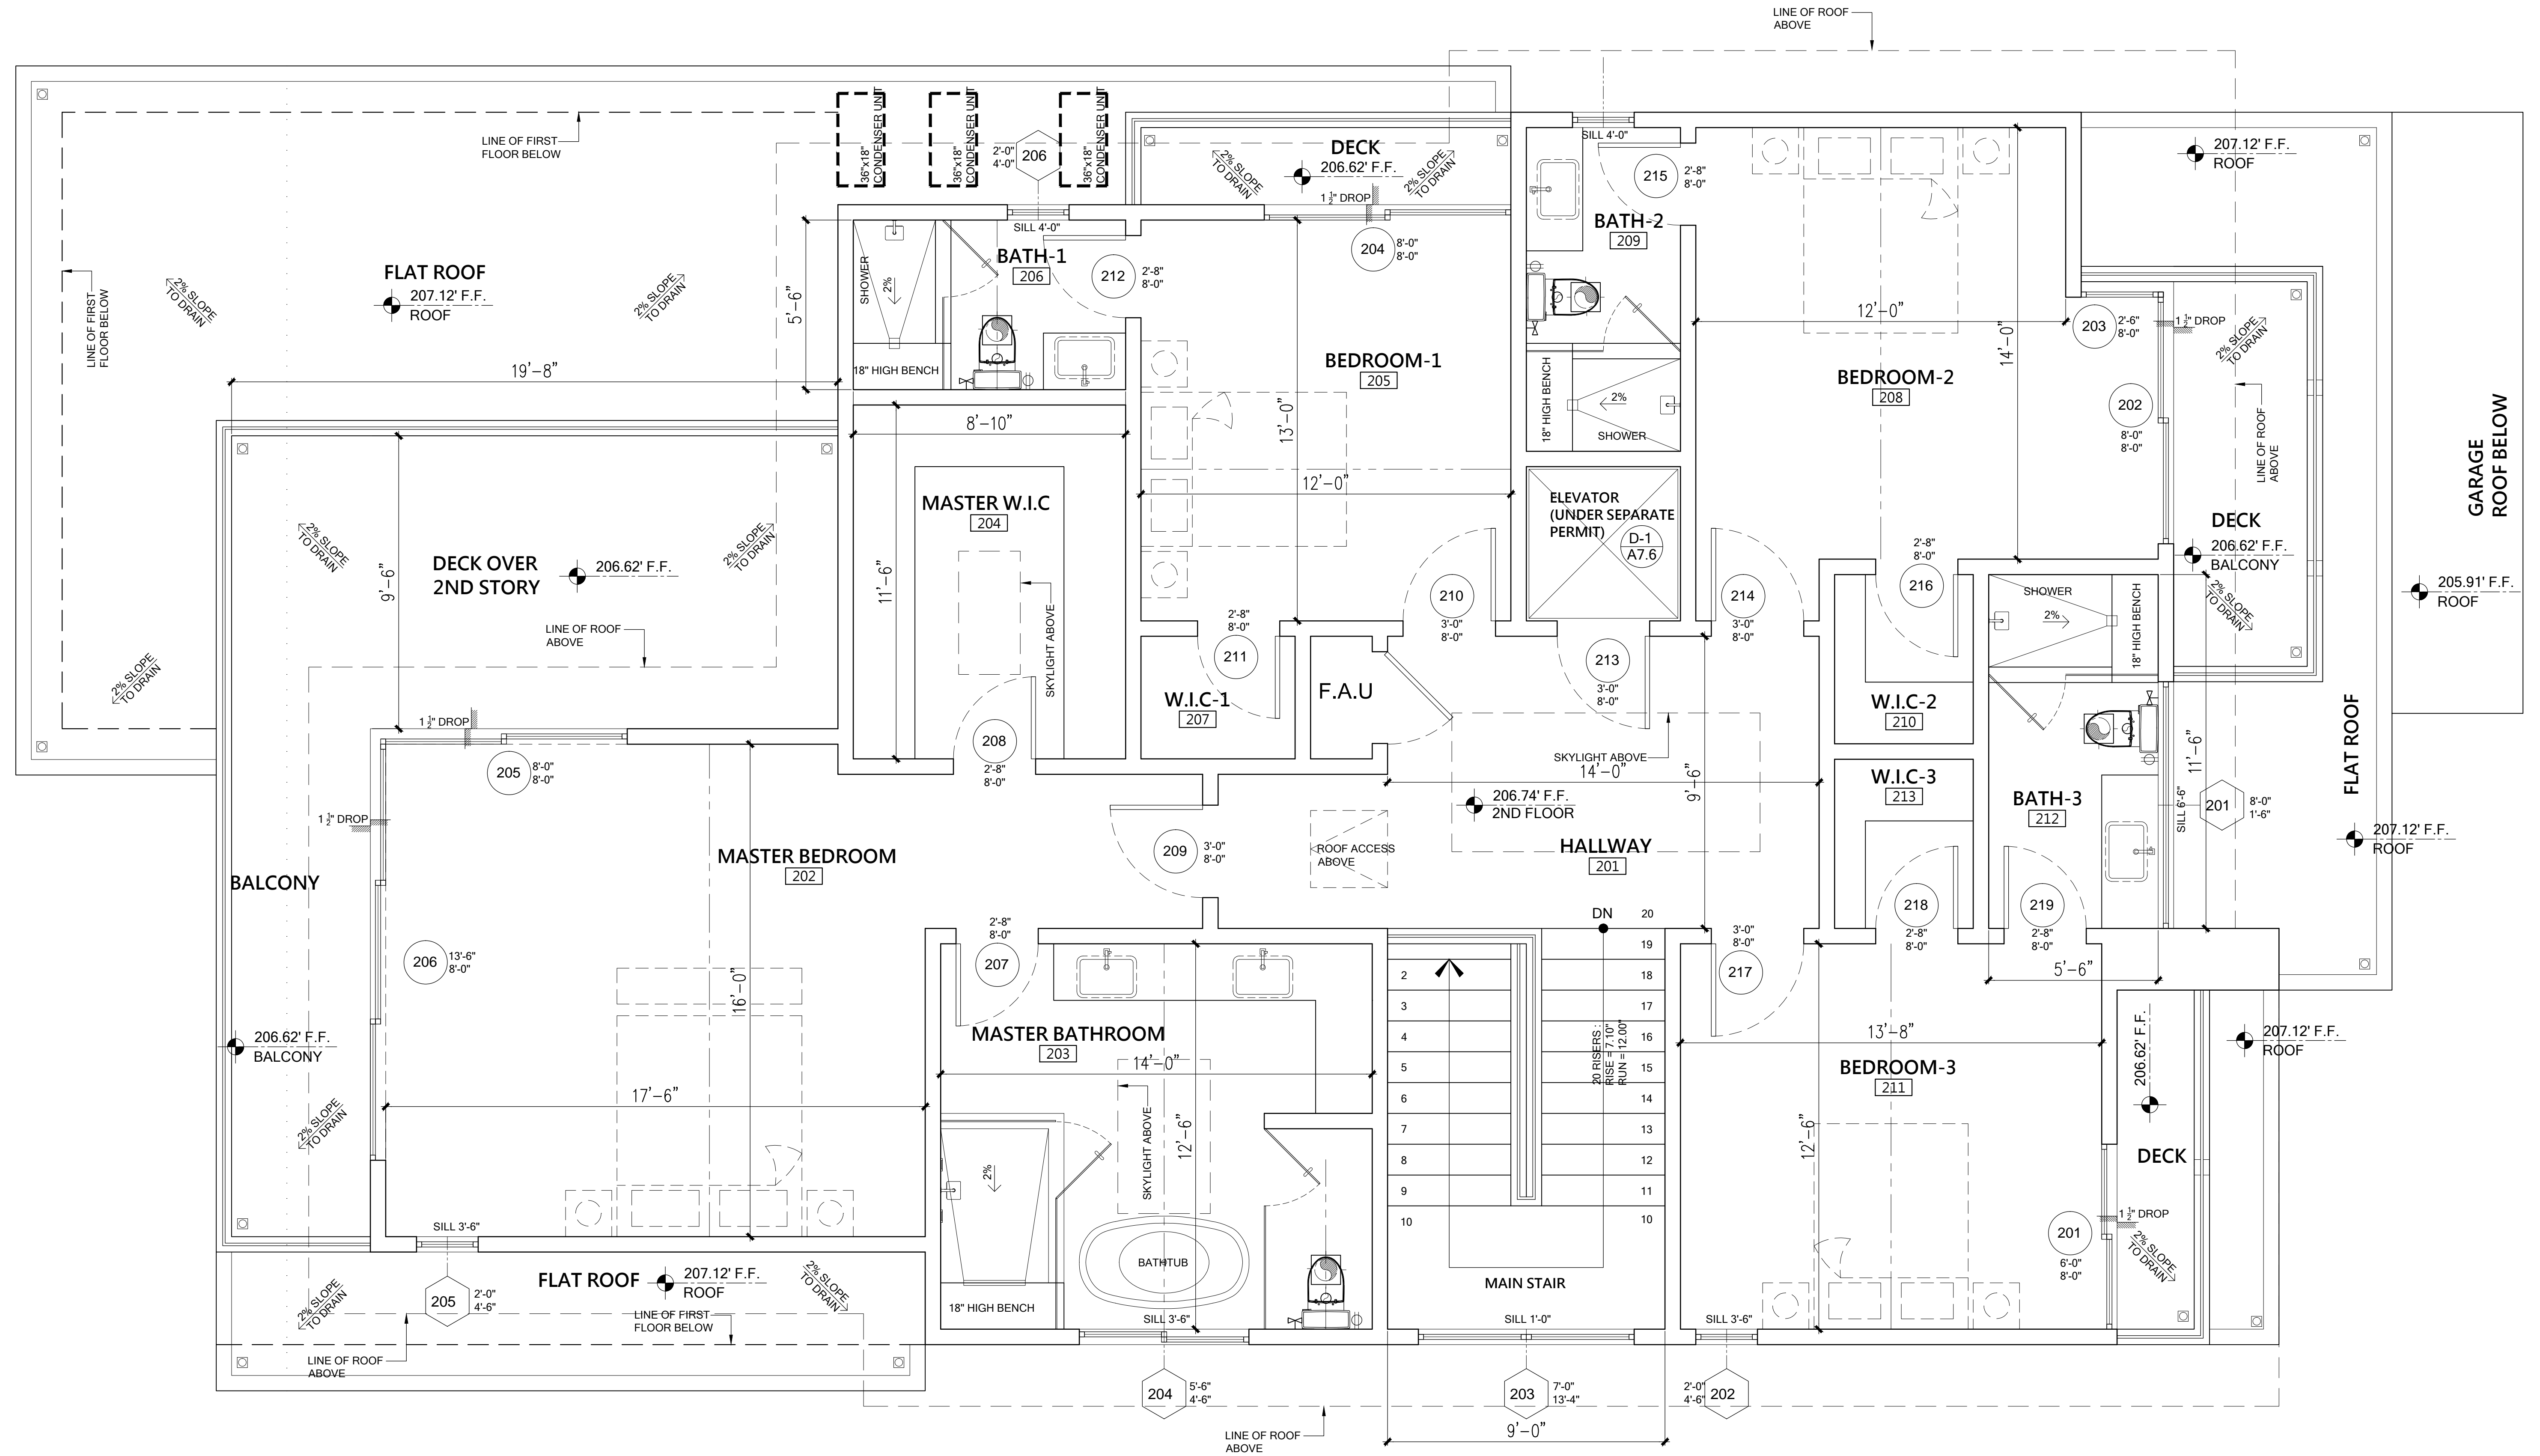 LINE OF ROOF
ABOVE
LINE OF FIRST
FLOOR BELOW
36"x18"
CONDENSER UNIT
36"x18"
CONDENSER UNIT
36"x18"
CONDENSER UNIT
2'-0"
4'-0"
206
DECK
206.62' F.F.
2% SLOPE
TO DRAIN
2% SLOPE
TO DRAIN
1 1/2" DROP
SILL 4'-0"
215
2'-8"
8'-0"
207.12' F.F.
ROOF
FLAT ROOF
207.12' F.F.
ROOF
2% SLOPE
TO DRAIN
2% SLOPE
TO DRAIN
LINE OF FIRST
FLOOR BELOW
19'-8"
5'-6"
SHOWER
2%
SILL 4'-0"
BATH-1
206
212
2'-8"
8'-0"
18" HIGH BENCH
204
8'-0"
8'-0"
BATH-2
209
BEDROOM-1
205
13'-0"
12'-0"
18" HIGH BENCH
2%
SHOWER
12'-0"
14'-0"
BEDROOM-2
208
203
2'-6"
8'-0"
1 1/2" DROP
2% SLOPE
TO DRAIN
202
8'-0"
8'-0"
LINE OF ROOF
ABOVE
GARAGE
ROOF BELOW
8'-10"
MASTER W.I.C
204
11'-6"
SKYLIGHT ABOVE
ELEVATOR
(UNDER SEPARATE
PERMIT)
D-1
A7.6
DECK
206.62' F.F.
BALCONY
2% SLOPE
TO DRAIN
205.91' F.F.
ROOF
2% SLOPE
TO DRAIN
DECK OVER
2ND STORY
206.62' F.F.
2% SLOPE
TO DRAIN
9'-6"
LINE OF ROOF
ABOVE
2% SLOPE
TO DRAIN
210
3'-0"
8'-0"
214
3'-0"
8'-0"
2'-8"
8'-0"
216
SHOWER
2%
18" HIGH BENCH
2'-8"
8'-0"
211
W.I.C-1
207
F.A.U
213
3'-0"
8'-0"
W.I.C-2
210
1 1/2" DROP
205
8'-0"
8'-0"
208
2'-8"
8'-0"
SKYLIGHT ABOVE
14'-0"
9'-6"
206.74' F.F.
2ND FLOOR
W.I.C-3
213
BATH-3
212
11'-6"
SILL 6'-6"
201
8'-0"
1'-6"
FLAT ROOF
207.12' F.F.
ROOF
1 1/2" DROP
MASTER BEDROOM
202
209
3'-0"
8'-0"
ROOF ACCESS
ABOVE
HALLWAY
201
BALCONY
206
13'-6"
8'-0"
2'-8"
8'-0"
207
DN
20
3'-0"
8'-0"
217
218
2'-8"
8'-0"
219
2'-8"
8'-0"
5'-6"
16'-0"
206.62' F.F.
BALCONY
MASTER BATHROOM
203
14'-0"
17'-6"
2% SLOPE
TO DRAIN
SKYLIGHT ABOVE
12'-6"
2%
2
3
4
5
6
7
8
9
10
19
18
17
16
15
14
13
12
11
10
20 RISERS :
RISE = 7.10"
RUN = 12.00"
13'-8"
BEDROOM-3
211
12'-6"
206.62' F.F.
207.12' F.F.
ROOF
DECK
1 1/2" DROP
201
6'-0"
8'-0"
2% SLOPE
TO DRAIN
SILL 3'-6"
BATHTUB
MAIN STAIR
18" HIGH BENCH
SILL 3'-6"
SILL 1'-0"
SILL 3'-6"
FLAT ROOF
207.12' F.F.
ROOF
2% SLOPE
TO DRAIN
2% SLOPE
TO DRAIN
205
2'-0"
4'-6"
LINE OF FIRST
FLOOR BELOW
LINE OF ROOF
ABOVE
204
5'-6"
4'-6"
203
7'-0"
13'-4"
2'-0"
4'-6"
202
LINE OF ROOF
ABOVE
9'-0"